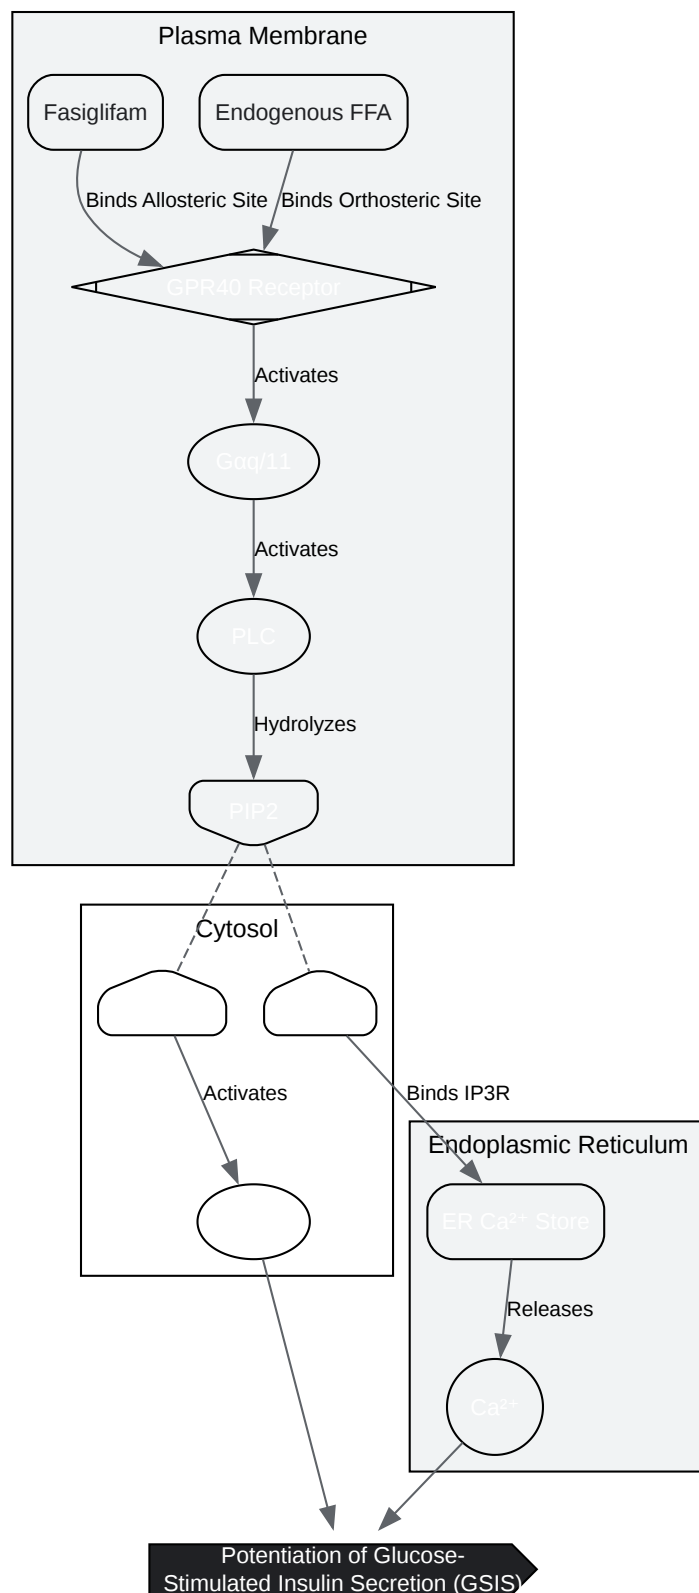 Plasma Membrane
Fasiglifam
Endogenous FFA
Binds Allosteric Site
Binds Orthosteric Site
GPR40 Receptor
Activates
Gαq/11
Activates
PLC
Hydrolyzes
PIP2
Cytosol
Activates
Binds IP3R
Endoplasmic Reticulum
ER Ca²⁺ Store
Releases
Ca²⁺
Potentiation of Glucose-
Stimulated Insulin Secretion (GSIS)